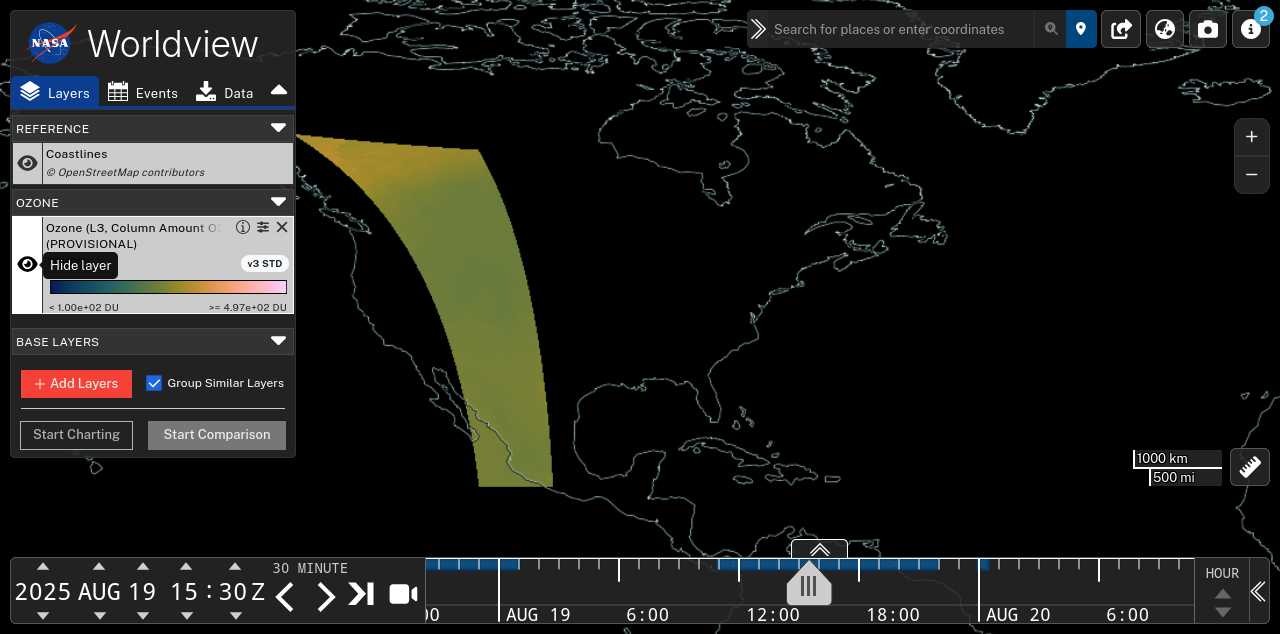 NASA
Worldview
Search for places or enter coordinates
2
Layers
Events
Data
REFERENCE
Coastlines
© OpenStreetMap contributors
OZONE
Ozone (L3, Column Amount
(PROVISIONAL)
Hide layer
v3 STD
< 1.00e+02 DU
>= 4.97e+02 DU
BASE LAYERS
+ Add Layers
Group Similar Layers
Start Charting
Start Comparison
+
−
1000 km
500 mi
2025 AUG 19 15 : 30 Z
30 MINUTE
AUG 19
6:00
12:00
18:00
AUG 20
6:00
HOUR